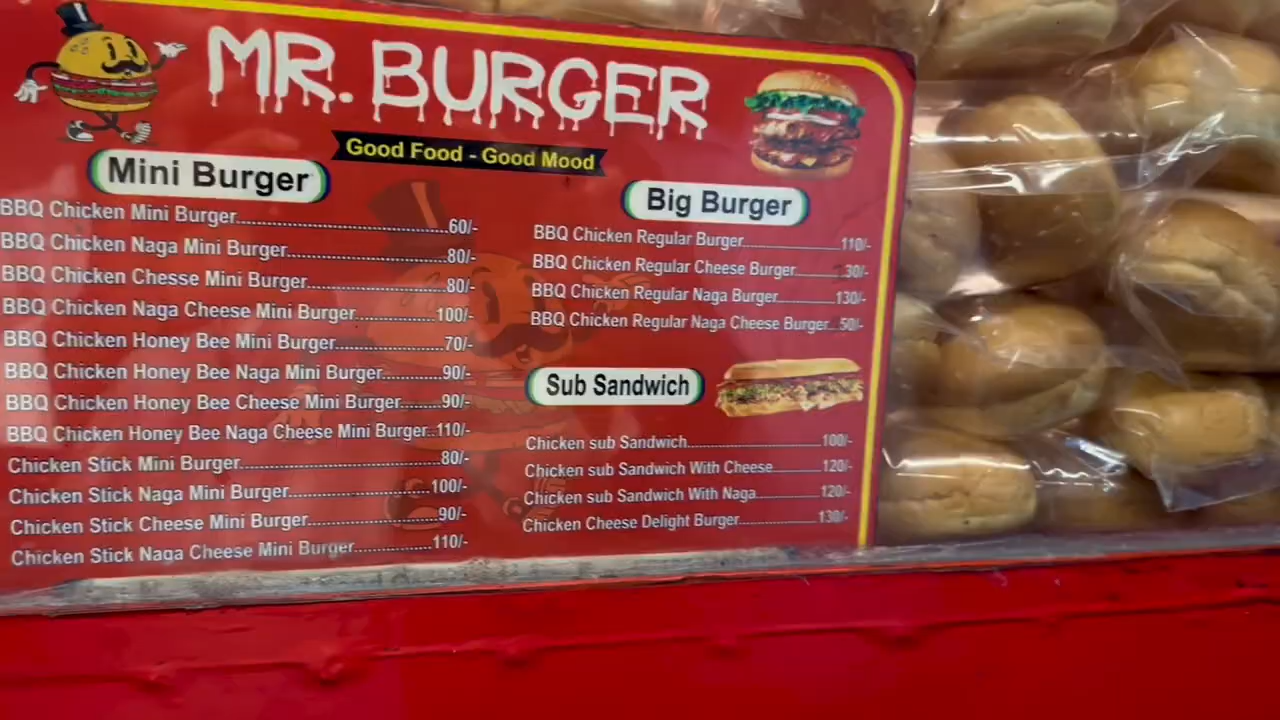 MR. BURGER
Good Food - Good Mood
Mini Burger
BBQ Chicken Mini Burger.....................................60/-
BBQ Chicken Naga Mini Burger...........................80/-
BBQ Chicken Chesse Mini Burger.......................80/-
BBQ Chicken Naga Cheese Mini Burger.............100/-
BBQ Chicken Honey Bee Mini Burger..................70/-
BBQ Chicken Honey Bee Naga Mini Burger..........90/-
BBQ Chicken Honey Bee Cheese Mini Burger.......90/-
BBQ Chicken Honey Bee Naga Cheese Mini Burger..110/-
Chicken Stick Mini Burger..................................80/-
Chicken Stick Naga Mini Burger.........................100/-
Chicken Stick Cheese Mini Burger......................90/-
Chicken Stick Naga Cheese Mini Burger.............110/-
Big Burger
BBQ Chicken Regular Burger.....................110/-
BBQ Chicken Regular Cheese Burger.........30/-
BBQ Chicken Regular Naga Burger............130/-
BBQ Chicken Regular Naga Cheese Burger..50/-
Sub Sandwich
Chicken sub Sandwich..............................100/-
Chicken sub Sandwich With Cheese...........120/-
Chicken sub Sandwich With Naga..............120/-
Chicken Cheese Delight Burger..................130/-